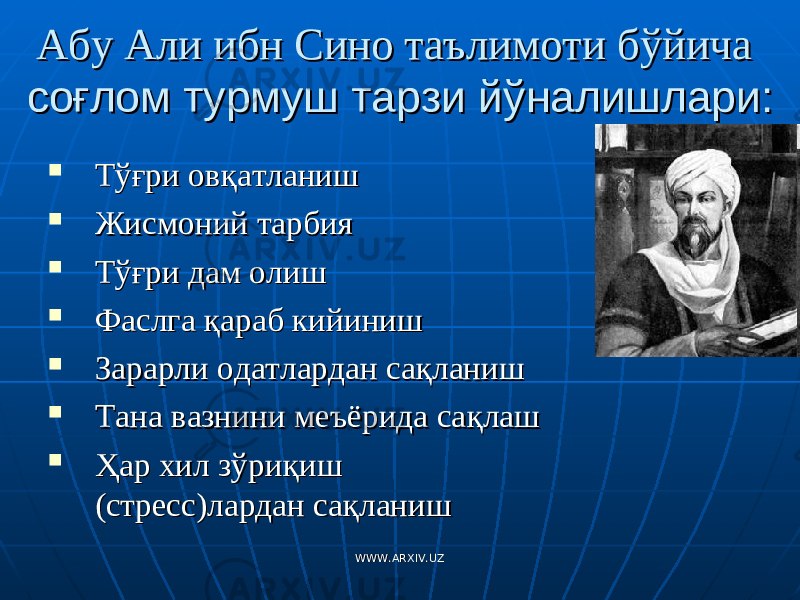 Абу Али ибн Сино таълимоти бўйича
соғлом турмуш тарзи йўналишлари:
Тўғри овқатланиш
Жисмоний тарбия
Тўғри дам олиш
Фаслга қараб кийиниш
Зарарли одатлардан сақланиш
Тана вазнини меъёрида сақлаш
Ҳар хил зўриқиш
(стресс)лардан сақланиш
WWW.ARXIV.UZ